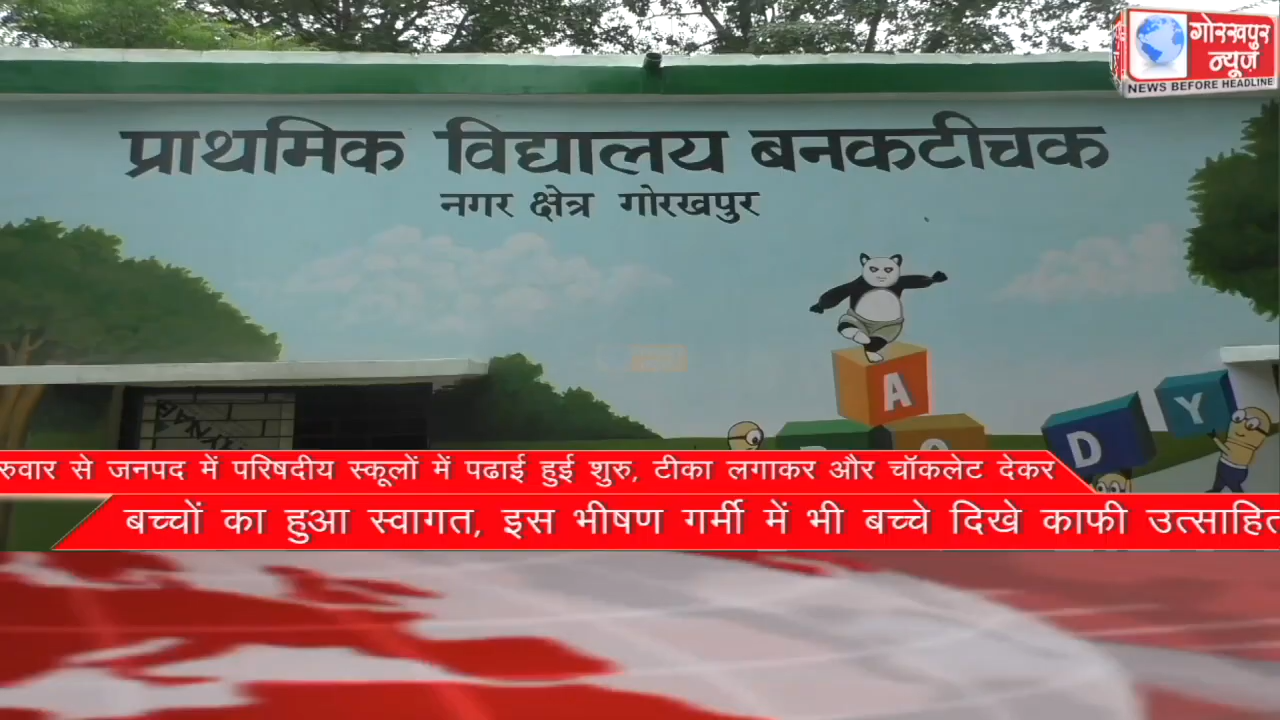 गोरखपुर
न्यूज़
NEWS BEFORE HEADLINE
प्राथमिक विद्यालय बनकटीचक
नगर क्षेत्र गोरखपुर
A
D
Y
से जनपद में परिषदीय स्कूलों में पढाई हुई शुरु, टीका लगाकर और चॉकलेट देकर
बच्चों का हुआ स्वागत, इस भीषण गर्मी में भी बच्चे दिखे काफी उत्साहित